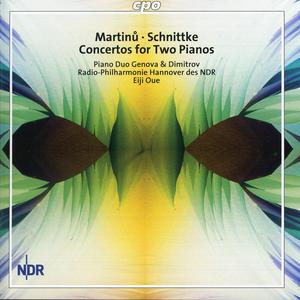 cpo
Martinů · Schnittke
Concertos for Two Pianos
Piano Duo Genova & Dimitrov
Radio-Philharmonie Hannover des NDR
Eiji Oue
NDR